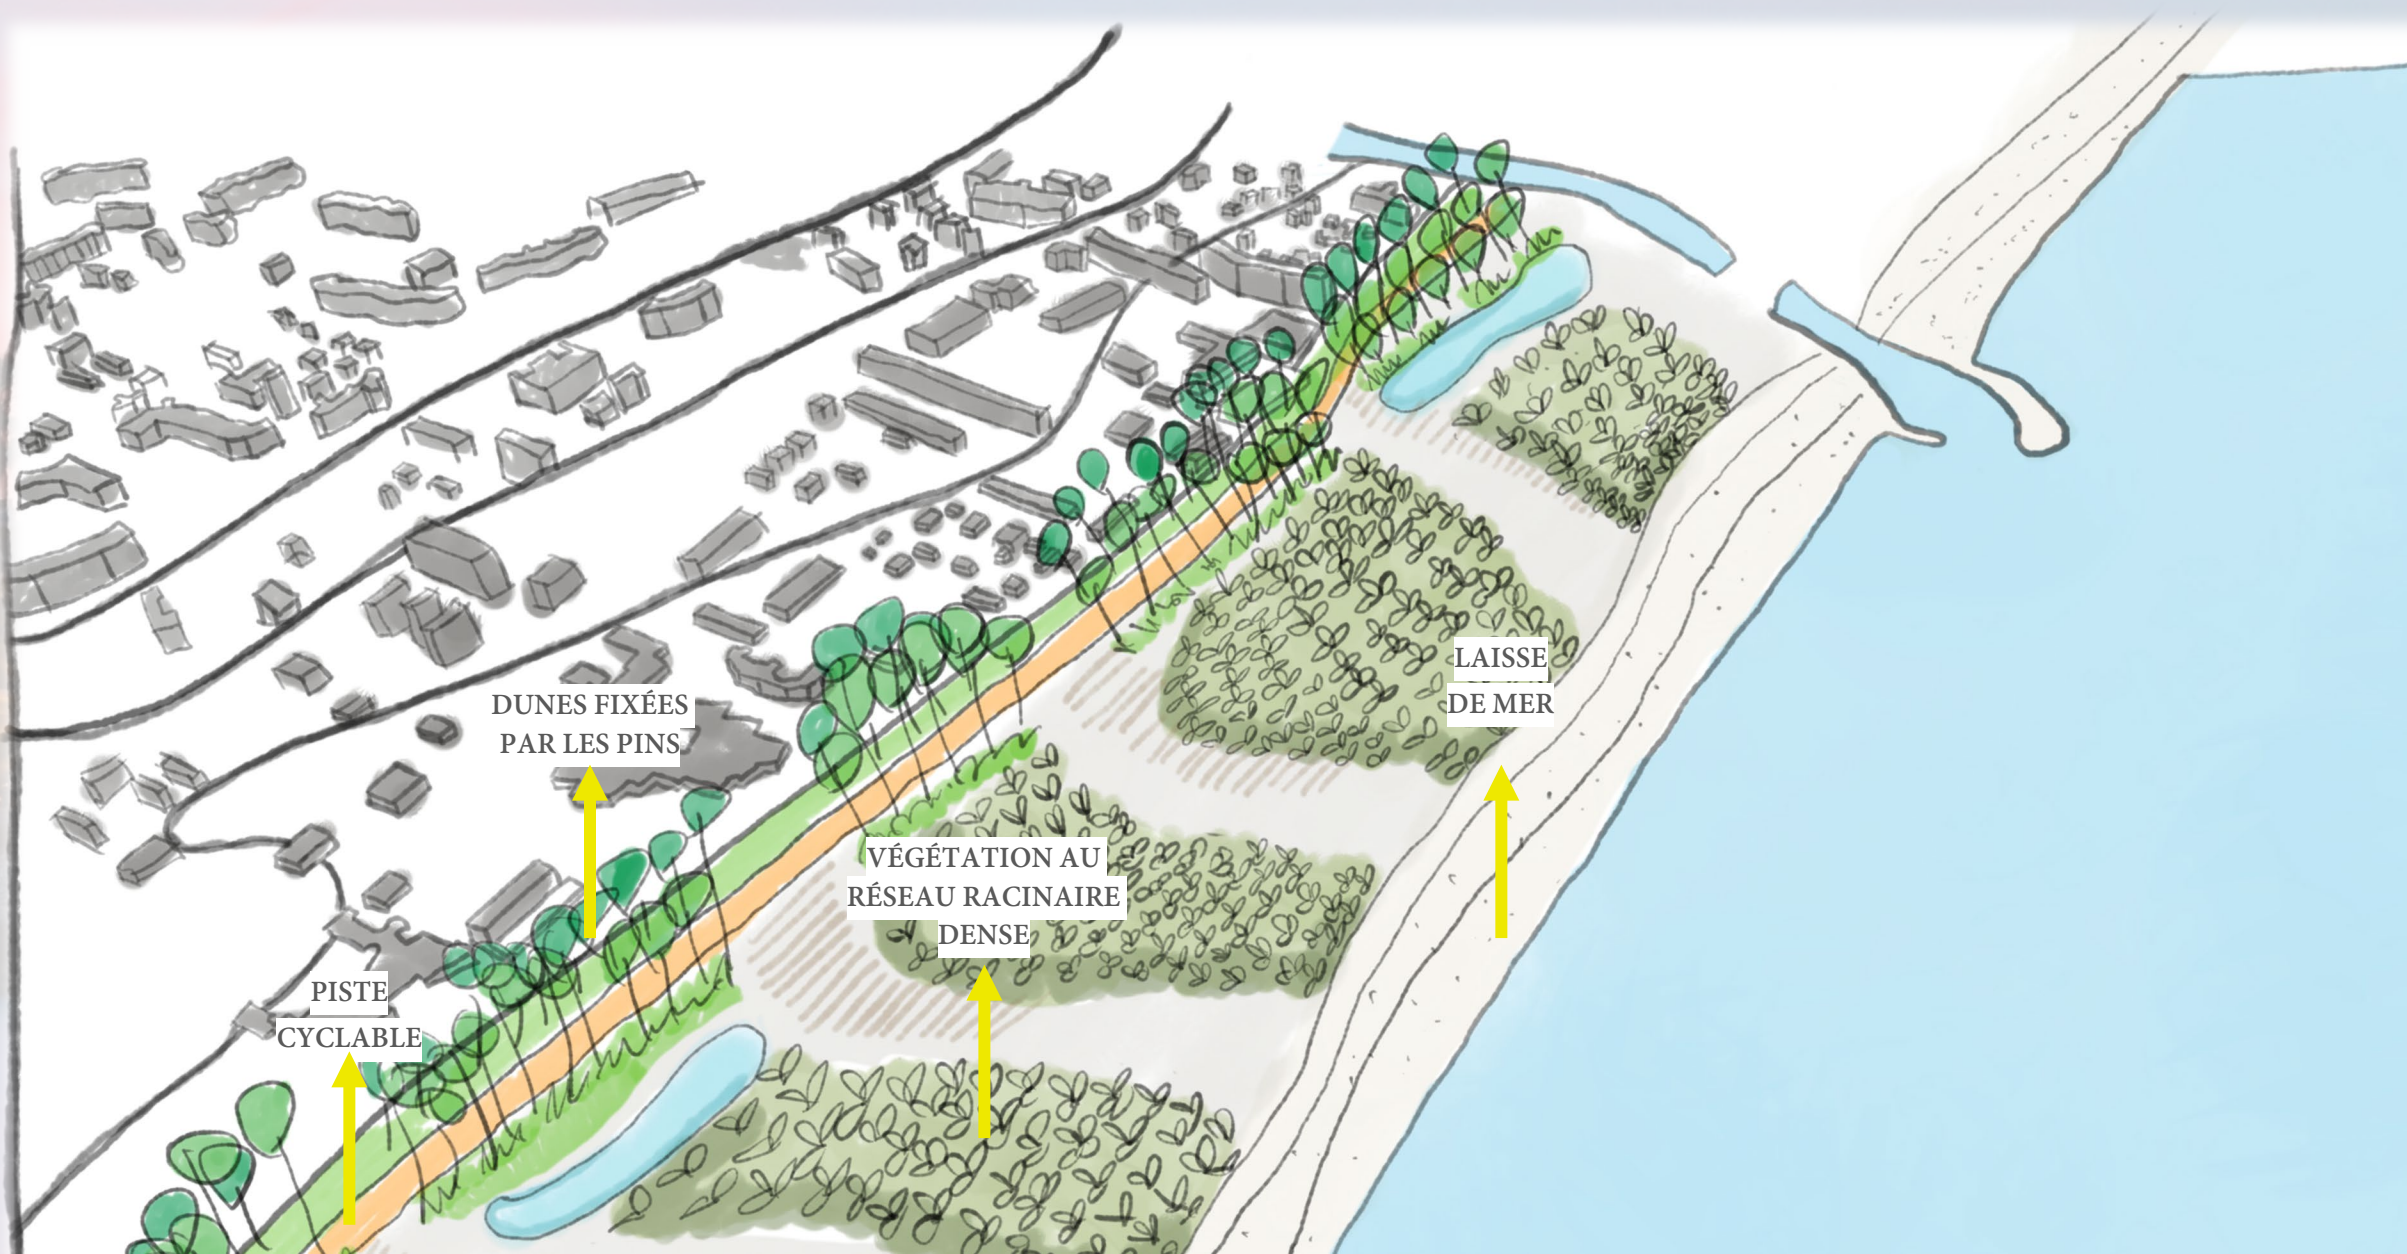 LAISSE
DE MER
DUNES FIXÉES
PAR LES PINS
VÉGÉTATION AU
RÉSEAU RACINAIRE
DENSE
PISTE
CYCLABLE